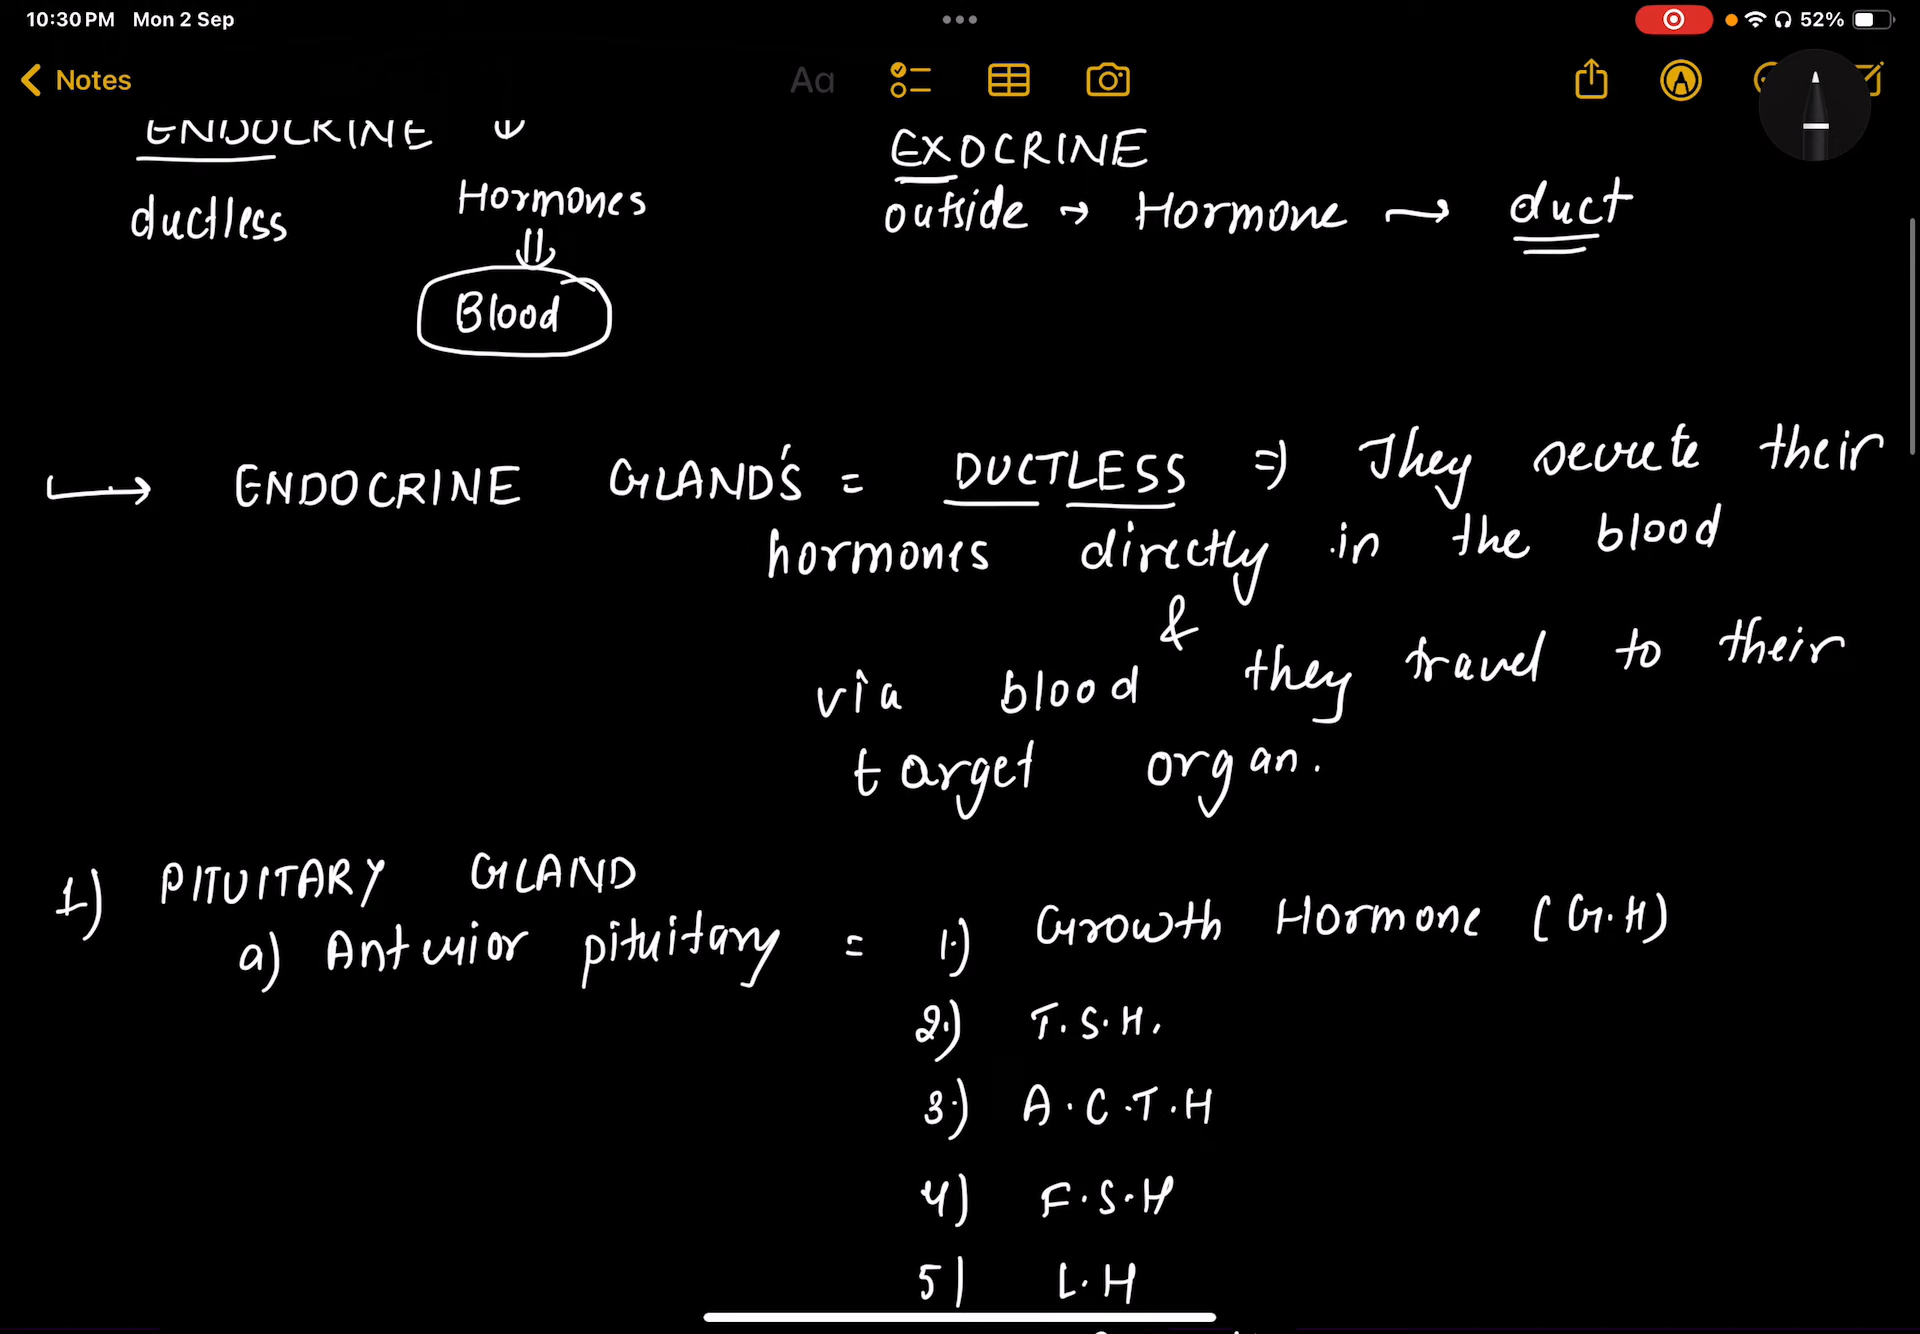 10:30 PM Mon 2 Sep
52%
Notes
Aa
ENDOCRINE
EXOCRINE
ductless
Hormones
outside → Hormone → duct
Blood
→ ENDOCRINE GLAND'S = DUCTLESS => They secrete their
hormones directly in the blood
&
via blood they travel to their
target organ.
1) PITUITARY GLAND
a) Anterior pituitary = 1.) Growth Hormone (G.H)
2.) T.S.H.
3.) A.C.T.H
4) F.S.H
5) L.H